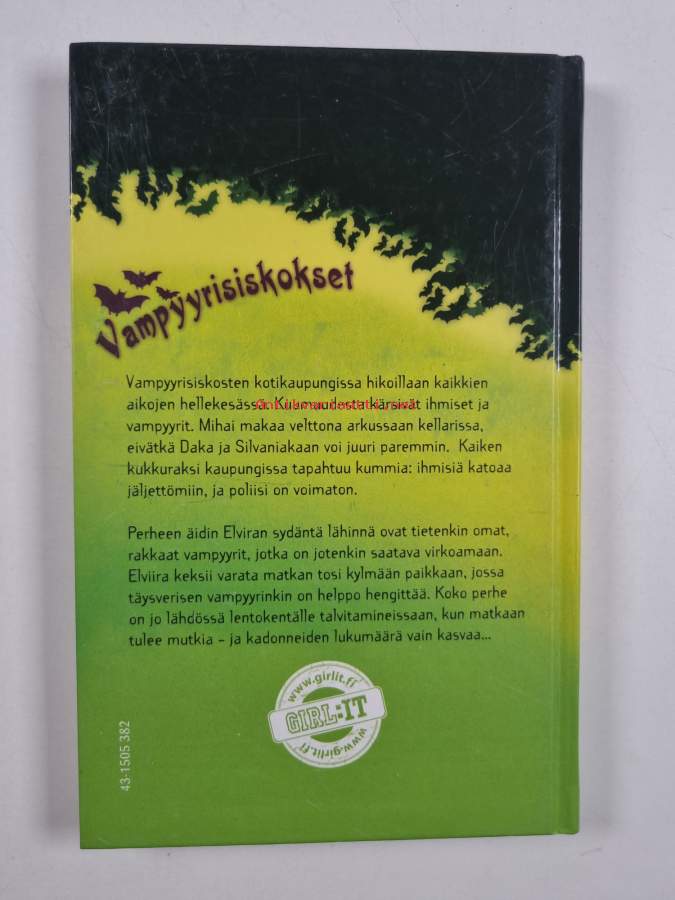 Vampyyrisiskokset
Vampyyrisiskosten kotikaupungissa hikoillaan kaikkien
aikojen hellekesässä. Kuumuudesta kärsivät ihmiset ja
vampyyrit. Mihai makaa velttona arkussaan kellarissa,
eivätkä Daka ja Silvaniakaan voi juuri paremmin. Kaiken
kukkuraksi kaupungissa tapahtuu kummia: ihmisiä katoaa
jäljettömiin, ja poliisi on voimaton.
Perheen äidin Elviran sydäntä lähinnä ovat tietenkin omat,
rakkaat vampyyrit, jotka on jotenkin saatava virkoamaan.
Elviira keksii varata matkan tosi kylmään paikkaan, jossa
täysverisen vampyyrinkin on helppo hengittää. Koko perhe
on jo lähdössä lentokentälle talvitamineissaan, kun matkaan
tulee mutkia – ja kadonneiden lukumäärä vain kasvaa...
www.girlit.fi
GIRL:IT
www.girlit.fi
43-1505 382